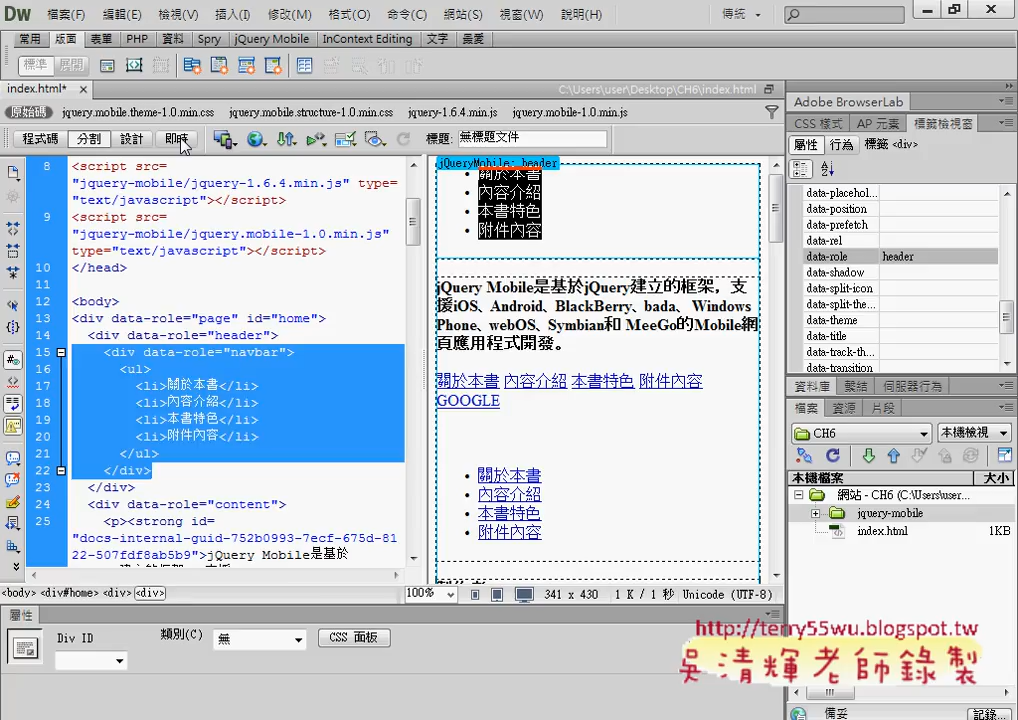 Dw 檔案(F) 編輯(E) 檢視(V) 插入(I) 修改(M) 格式(O) 命令(C) 網站(S) 視窗(W) 說明(H) 傳統
常用 版面 表單 PHP 資料 Spry jQuery Mobile InContext Editing 文字 最愛
標準 展開
index.html* C:\Users\user\Desktop\CH6\index.html
原始碼 jquery.mobile.theme-1.0.min.css jquery.mobile.structure-1.0.min.css jquery-1.6.4.min.js jquery.mobile-1.0.min.js
程式碼 分割 設計 即時 標題: 無標題文件
8 <script src=
"jquery-mobile/jquery-1.6.4.min.js" type=
"text/javascript"></script>
9 <script src=
"jquery-mobile/jquery.mobile-1.0.min.js"
type="text/javascript"></script>
10 </head>
11
12 <body>
13 <div data-role="page" id="home">
14 <div data-role="header">
15 <div data-role="navbar">
16 <ul>
17 <li>關於本書</li>
18 <li>內容介紹</li>
19 <li>本書特色</li>
20 <li>附件內容</li>
21 </ul>
22 </div>
23 </div>
24 <div data-role="content">
25 <p><strong id=
"docs-internal-guid-752b0993-7ecf-675d-81
22-507fdf8ab5b9">jQuery Mobile是基於
jQueryMobile: header
關於本書
內容介紹
本書特色
附件內容
jQuery Mobile是基於jQuery建立的框架，支
援iOS、Android、BlackBerry、bada、Windows
Phone、webOS、Symbian和 MeeGo的Mobile網
頁應用程式開發。
關於本書 內容介紹 本書特色 附件內容
GOOGLE
關於本書
內容介紹
本書特色
附件內容
<body> <div#home> <div> <div> 100% 341 x 430 1 K / 1 秒 Unicode (UTF-8)
屬性
Div ID 類別(C) 無 CSS 面板
Adobe BrowserLab
CSS 樣式 AP 元素 標籤檢視窗
屬性 行為 標籤 <div>
data-placehol...
data-position
data-prefetch
data-rel
data-role header
data-shadow
data-split-icon
data-split-the...
data-theme
data-title
data-track-th...
data-transition
資料庫 繫結 伺服器行為
檔案 資源 片段
CH6 本機檢視
本機檔案 大小
網站 - CH6 (C:\Users\user...
jquery-mobile
index.html 1KB
http://terry55wu.blogspot.tw
吳清輝老師錄製
備妥 記錄...